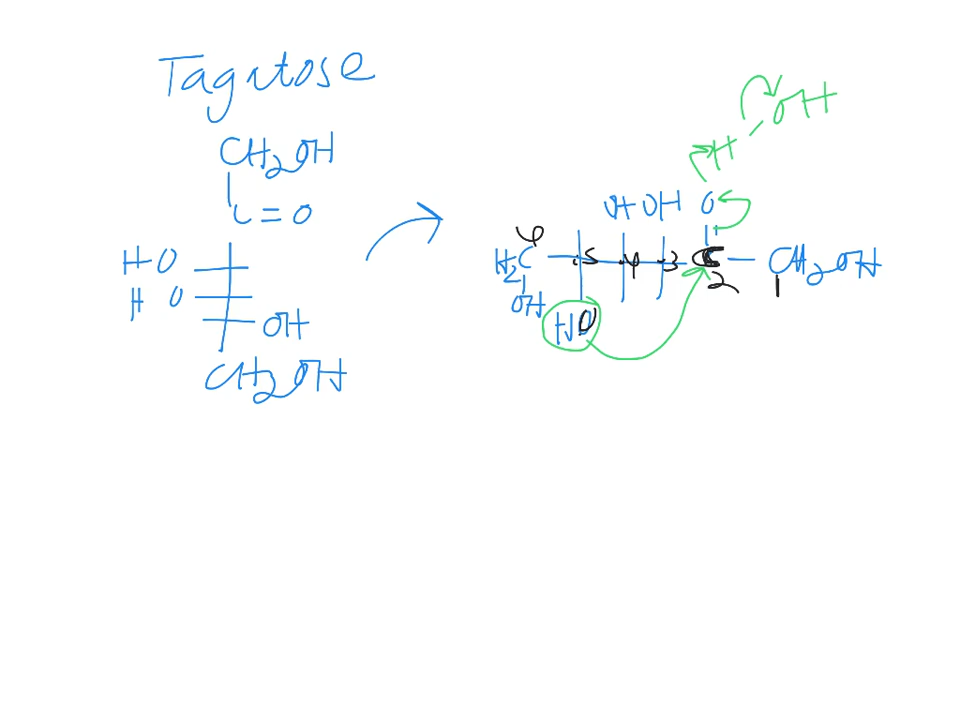 Tagatose
CH2OH
C=O
HO
HO
OH
CH2OH
OH
H
OH OH O
6
H2C 5 4 3 C CH2OH
2 1
OH
HO